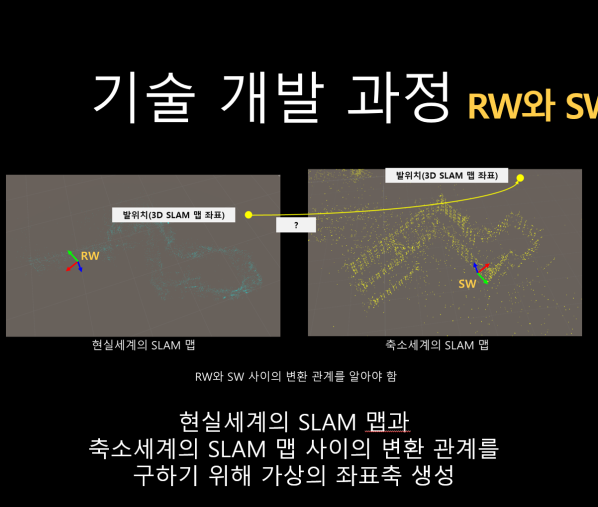 기술 개발 과정 RW와 SW
발위치(3D SLAM 맵 좌표)
발위치(3D SLAM 맵 좌표)
?
RW
SW
현실세계의 SLAM 맵
축소세계의 SLAM 맵
RW와 SW 사이의 변환 관계를 알아야 함
현실세계의 SLAM 맵과
축소세계의 SLAM 맵 사이의 변환 관계를
구하기 위해 가상의 좌표축 생성